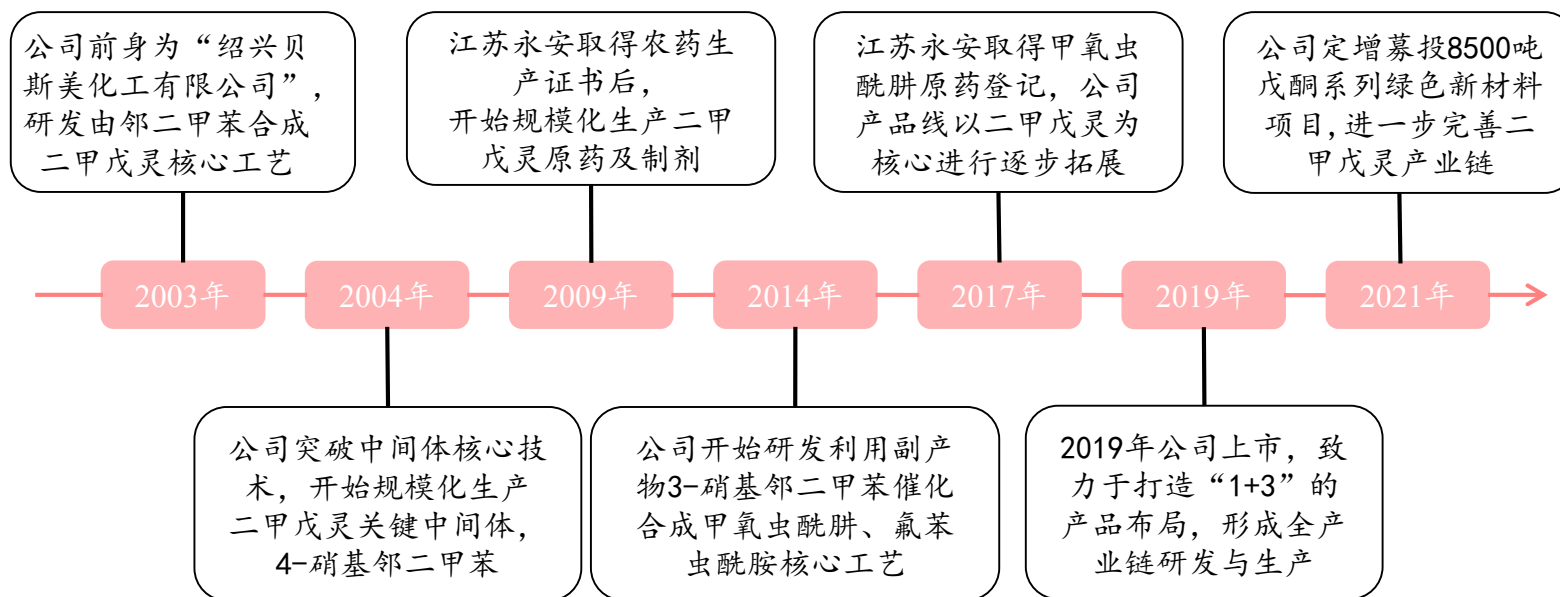 公司前身为“绍兴贝
斯美化工有限公司”，
研发由邻二甲苯合成
二甲戊灵核心工艺
江苏永安取得农药生
产证书后，
开始规模化生产二甲
戊灵原药及制剂
江苏永安取得甲氧虫
酰肼原药登记，公司
产品线以二甲戊灵为
核心进行逐步拓展
公司定增募投8500吨
戊酮系列绿色新材料
项目,进一步完善二
甲戊灵产业链
2003年
2004年
2009年
2014年
2017年
2019年
2021年
公司突破中间体核心技
术，开始规模化生产
二甲戊灵关键中间体，
4-硝基邻二甲苯
公司开始研发利用副产
物3-硝基邻二甲苯催化
合成甲氧虫酰肼、氟苯
虫酰胺核心工艺
2019年公司上市，致
力于打造“1+3”的
产品布局，形成全产
业链研发与生产